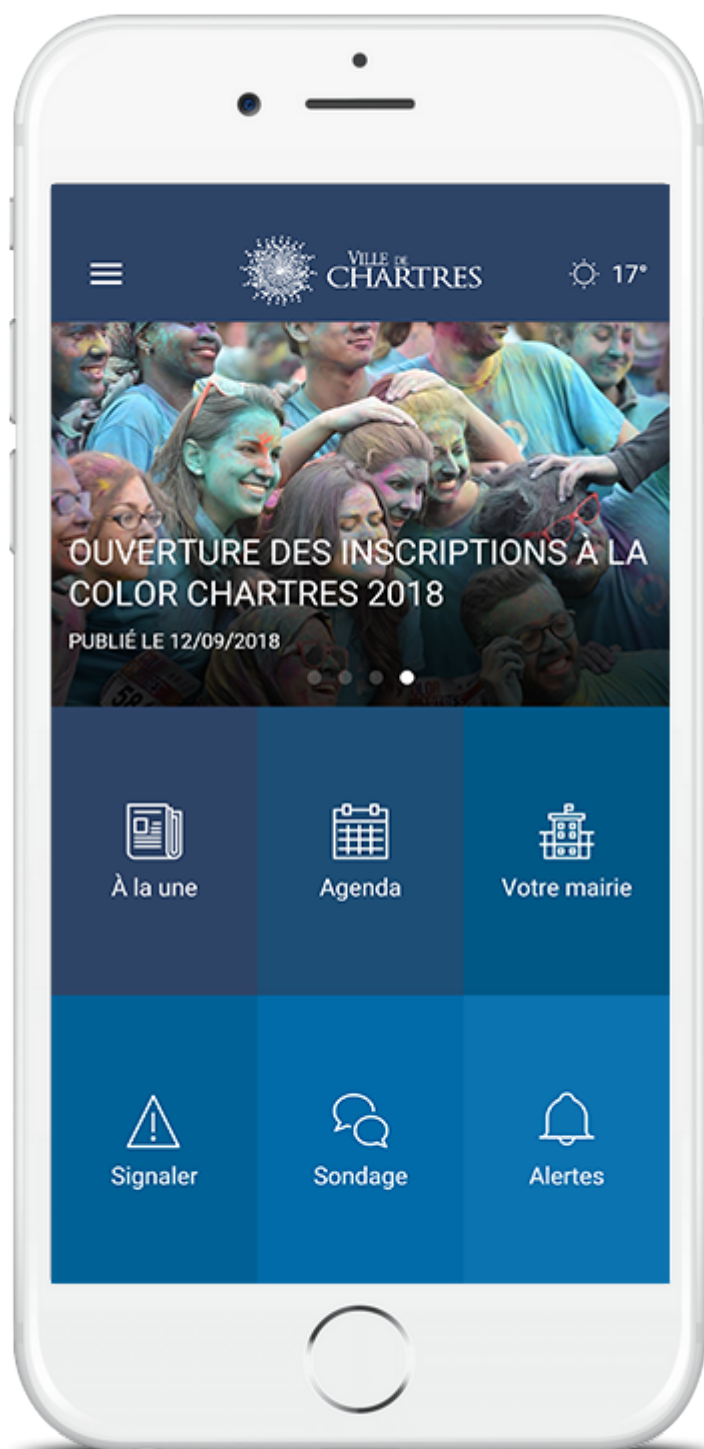 VILLE DE
CHARTRES
17°
OUVERTURE DES INSCRIPTIONS À LA
COLOR CHARTRES 2018
PUBLIÉ LE 12/09/2018
À la une
Agenda
Votre mairie
Signaler
Sondage
Alertes